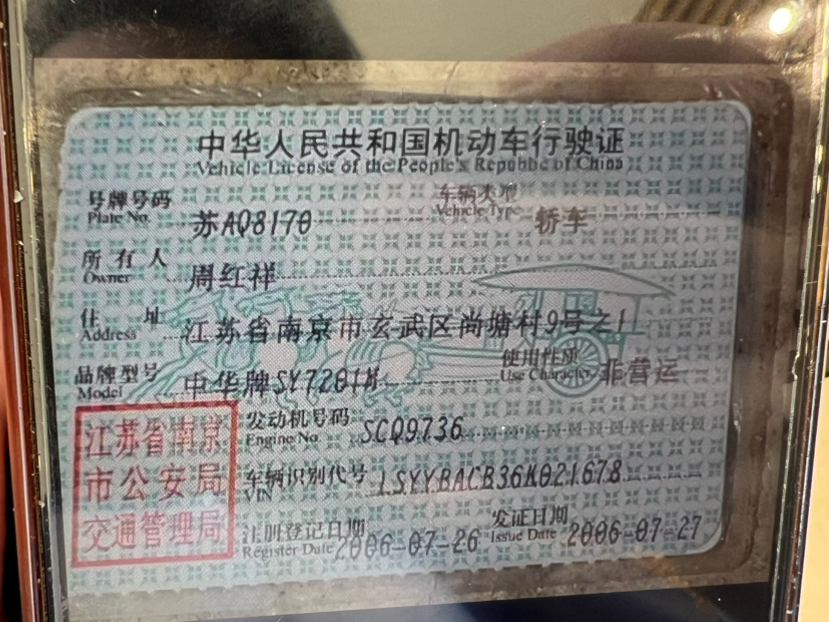 中华人民共和国机动车行驶证
Vehicle License of the People's Republic of China
号牌号码 苏AQ8170 车辆类型 轿车
Plate No. Vehicle Type
所有人 周红祥
Owner
住址 江苏省南京市玄武区尚塘村9号之1
Address
品牌型号 中华牌SY7201M 使用性质 非营运
Model Use Character
江苏省南京
市公安局
交通管理局
发动机号码 SCQ9736
Engine No.
车辆识别代号 LSYYBACB36K021678
VIN
注册登记日期 2006-07-26 发证日期 2006-07-27
Register Date Issue Date